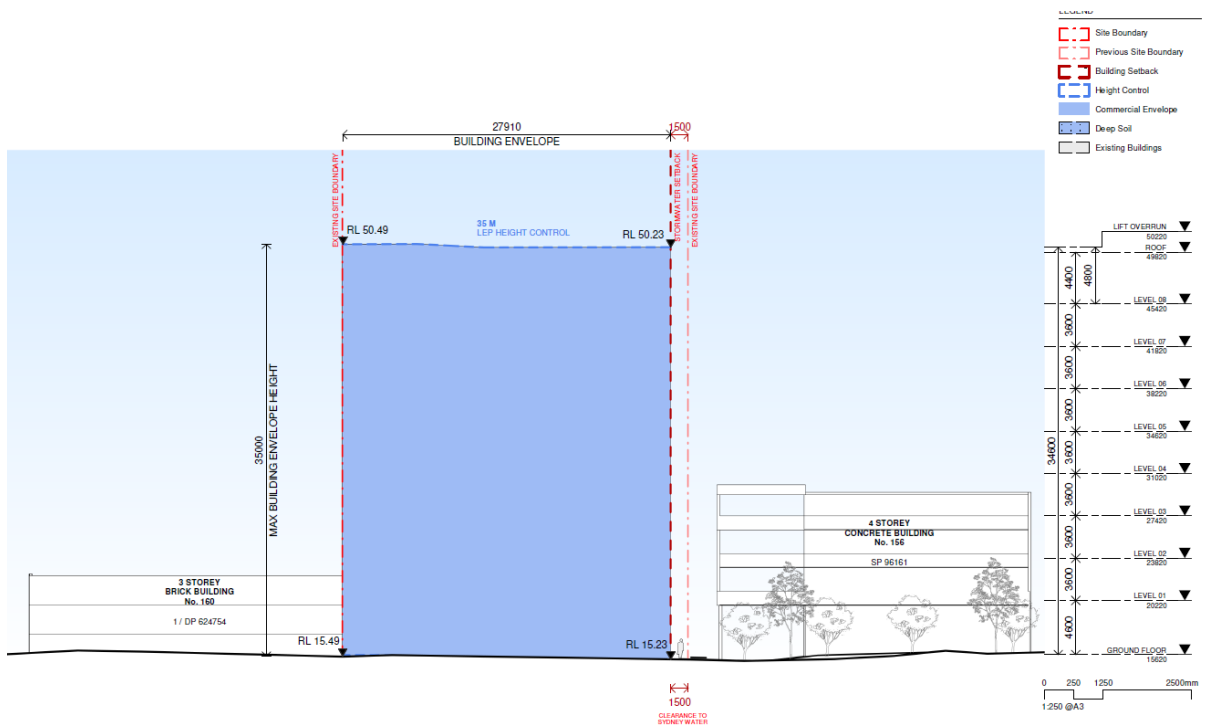 LEGEND
Site Boundary
Previous Site Boundary
Building Setback
Height Control
Commercial Envelope
Deep Soil
Existing Buildings
27910
BUILDING ENVELOPE
1500
EXISTING SITE BOUNDARY
STORMWATER SETBACK
EXISTING SITE BOUNDARY
RL 50.49
35 M
LEP HEIGHT CONTROL
RL 50.23
35000
MAX BUILDING ENVELOPE HEIGHT
3 STOREY
BRICK BUILDING
No. 160
1 / DP 624754
RL 15.49
RL 15.23
4 STOREY
CONCRETE BUILDING
No. 156
SP 96161
1500
CLEARANCE TO
SYDNEY WATER
34600
4400
4800
3600
3600
3600
3600
3600
3600
3600
4600
LIFT OVERRUN
50220
ROOF
49820
LEVEL 08
45420
LEVEL 07
41820
LEVEL 06
38220
LEVEL 05
34620
LEVEL 04
31020
LEVEL 03
27420
LEVEL 02
23820
LEVEL 01
20220
GROUND FLOOR
15620
0 250 1250 2500mm
1:250 @A3